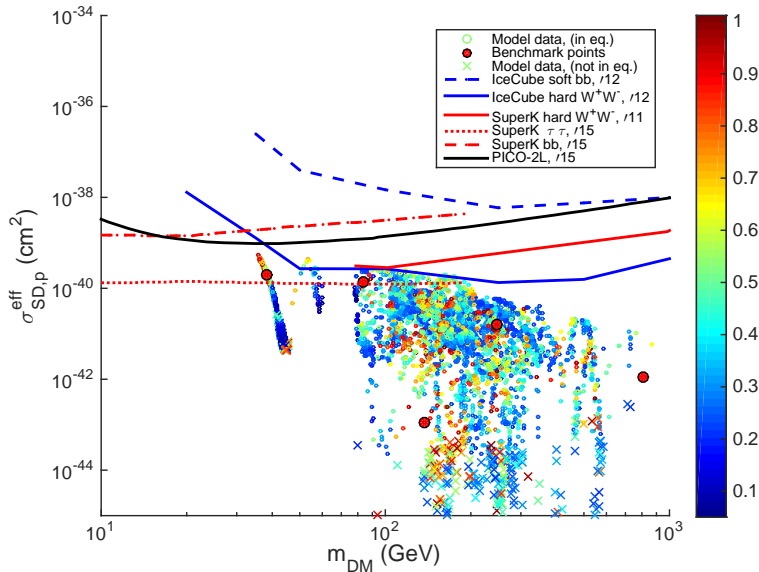 10^-34
10^-36
10^-38
10^-40
10^-42
10^-44
σ^eff_SD,p (cm^2)
Model data, (in eq.)
Benchmark points
Model data, (not in eq.)
IceCube soft bb, ׳12
IceCube hard W^+W^-, ׳12
SuperK hard W^+W^-, ׳11
SuperK τ τ, ׳15
SuperK bb, ׳15
PICO-2L, ׳15
10^1
10^2
10^3
m_DM (GeV)
1
0.9
0.8
0.7
0.6
0.5
0.4
0.3
0.2
0.1